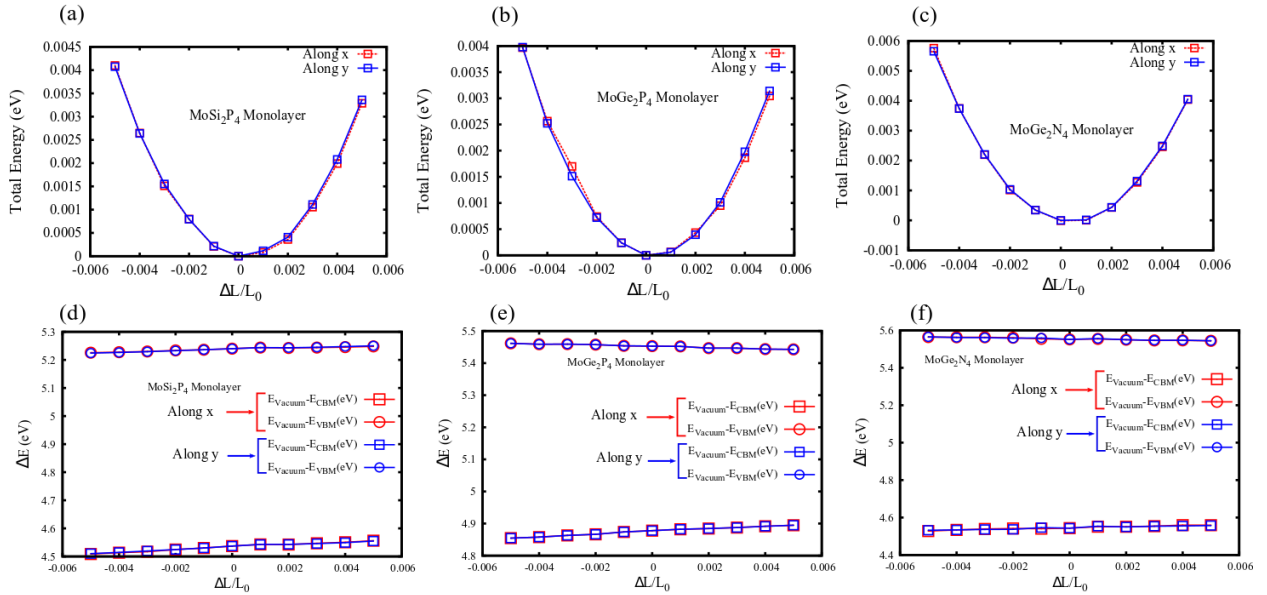 (a)
0.0045
0.004
0.0035
0.003
0.0025
0.002
0.0015
0.001
0.0005
0
Total Energy (eV)
Along x
Along y
MoSi2P4 Monolayer
-0.006 -0.004 -0.002 0 0.002 0.004 0.006
ΔL/L0
(b)
0.004
0.0035
0.003
0.0025
0.002
0.0015
0.001
0.0005
0
Total Energy (eV)
Along x
Along y
MoGe2P4 Monolayer
-0.006 -0.004 -0.002 0 0.002 0.004 0.006
ΔL/L0
(c)
0.006
0.005
0.004
0.003
0.002
0.001
0
-0.001
Total Energy (eV)
Along x
Along y
MoGe2N4 Monolayer
-0.006 -0.004 -0.002 0 0.002 0.004 0.006
ΔL/L0
(d)
5.3
5.2
5.1
5
4.9
4.8
4.7
4.6
4.5
ΔE (eV)
MoSi2P4 Monolayer
Along x
EVacuum-ECBM(eV)
EVacuum-EVBM(eV)
Along y
EVacuum-ECBM(eV)
EVacuum-EVBM(eV)
-0.006 -0.004 -0.002 0 0.002 0.004 0.006
ΔL/L0
(e)
5.5
5.4
5.3
5.2
5.1
5
4.9
4.8
ΔE (eV)
MoGe2P4 Monolayer
Along x
EVacuum-ECBM(eV)
EVacuum-EVBM(eV)
Along y
EVacuum-ECBM(eV)
EVacuum-EVBM(eV)
-0.006 -0.004 -0.002 0 0.002 0.004 0.006
ΔL/L0
(f)
5.6
5.4
5.2
5
4.8
4.6
4.4
ΔE (eV)
MoGe2N4 Monolayer
Along x
EVacuum-ECBM(eV)
EVacuum-EVBM(eV)
Along y
EVacuum-ECBM(eV)
EVacuum-EVBM(eV)
-0.006 -0.004 -0.002 0 0.002 0.004 0.006
ΔL/L0